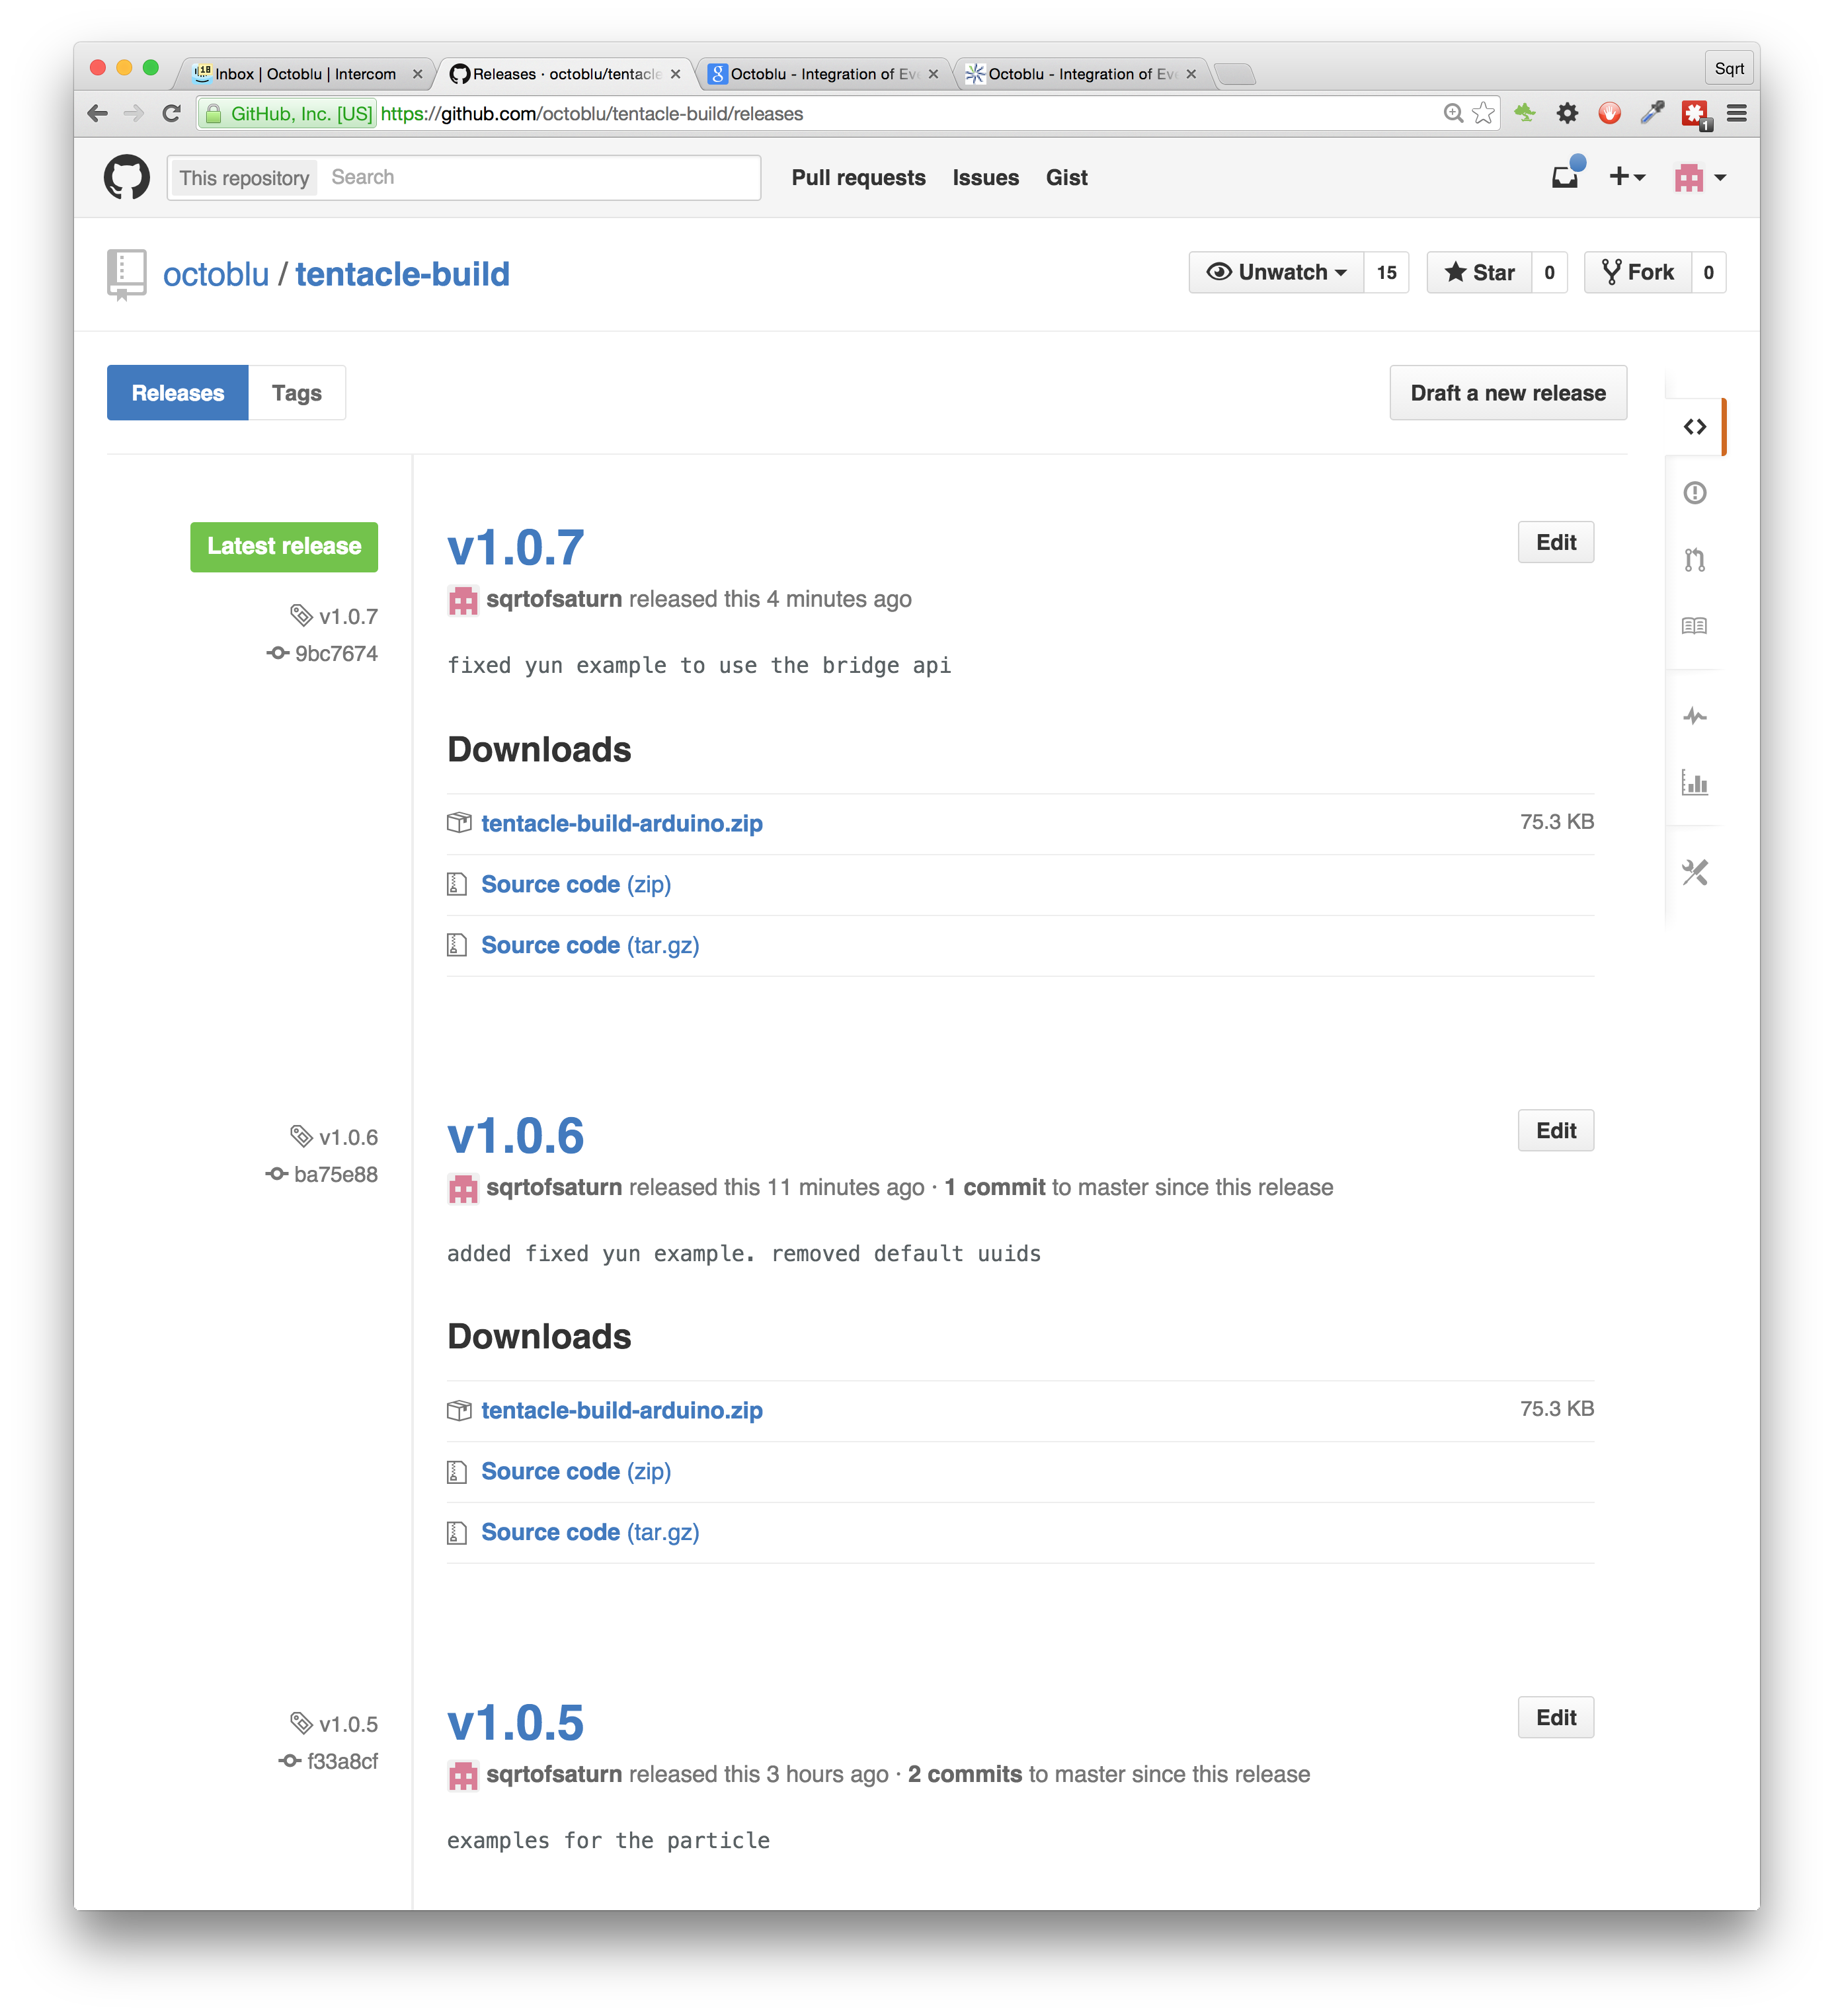 18 Inbox | Octoblu | Intercom
Releases · octoblu/tentacle
Octoblu - Integration of Ev
Octoblu - Integration of Ev
Sqrt
GitHub, Inc. [US] https://github.com/octoblu/tentacle-build/releases
1
This repository Search
Pull requests Issues Gist
octoblu / tentacle-build
Unwatch 15 Star 0 Fork 0
Releases Tags
Draft a new release
Latest release
v1.0.7
9bc7674
v1.0.7
Edit
sqrtofsaturn released this 4 minutes ago
fixed yun example to use the bridge api
Downloads
tentacle-build-arduino.zip 75.3 KB
Source code (zip)
Source code (tar.gz)
v1.0.6
ba75e88
v1.0.6
Edit
sqrtofsaturn released this 11 minutes ago · 1 commit to master since this release
added fixed yun example. removed default uuids
Downloads
tentacle-build-arduino.zip 75.3 KB
Source code (zip)
Source code (tar.gz)
v1.0.5
f33a8cf
v1.0.5
Edit
sqrtofsaturn released this 3 hours ago · 2 commits to master since this release
examples for the particle